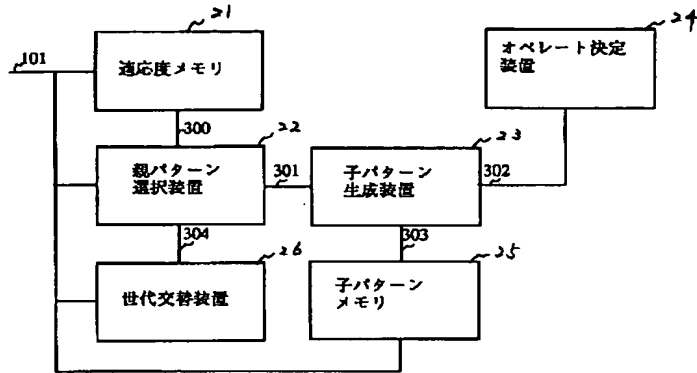 21
24
101
適応度メモリ
オペレート決定
装置
300
22
23
親パターン
選択装置
301
子パターン
生成装置
302
304
303
26
25
世代交替装置
子パターン
メモリ